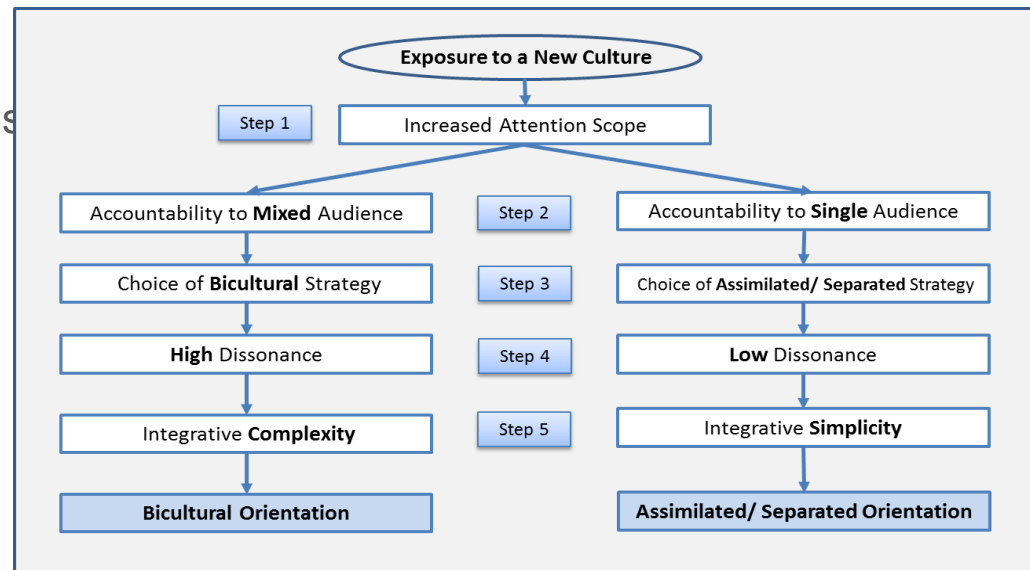 Exposure to a New Culture
s
Step 1
Increased Attention Scope
Accountability to Mixed Audience
Step 2
Accountability to Single Audience
Choice of Bicultural Strategy
Step 3
Choice of Assimilated/ Separated Strategy
High Dissonance
Step 4
Low Dissonance
Integrative Complexity
Step 5
Integrative Simplicity
Bicultural Orientation
Assimilated/ Separated Orientation